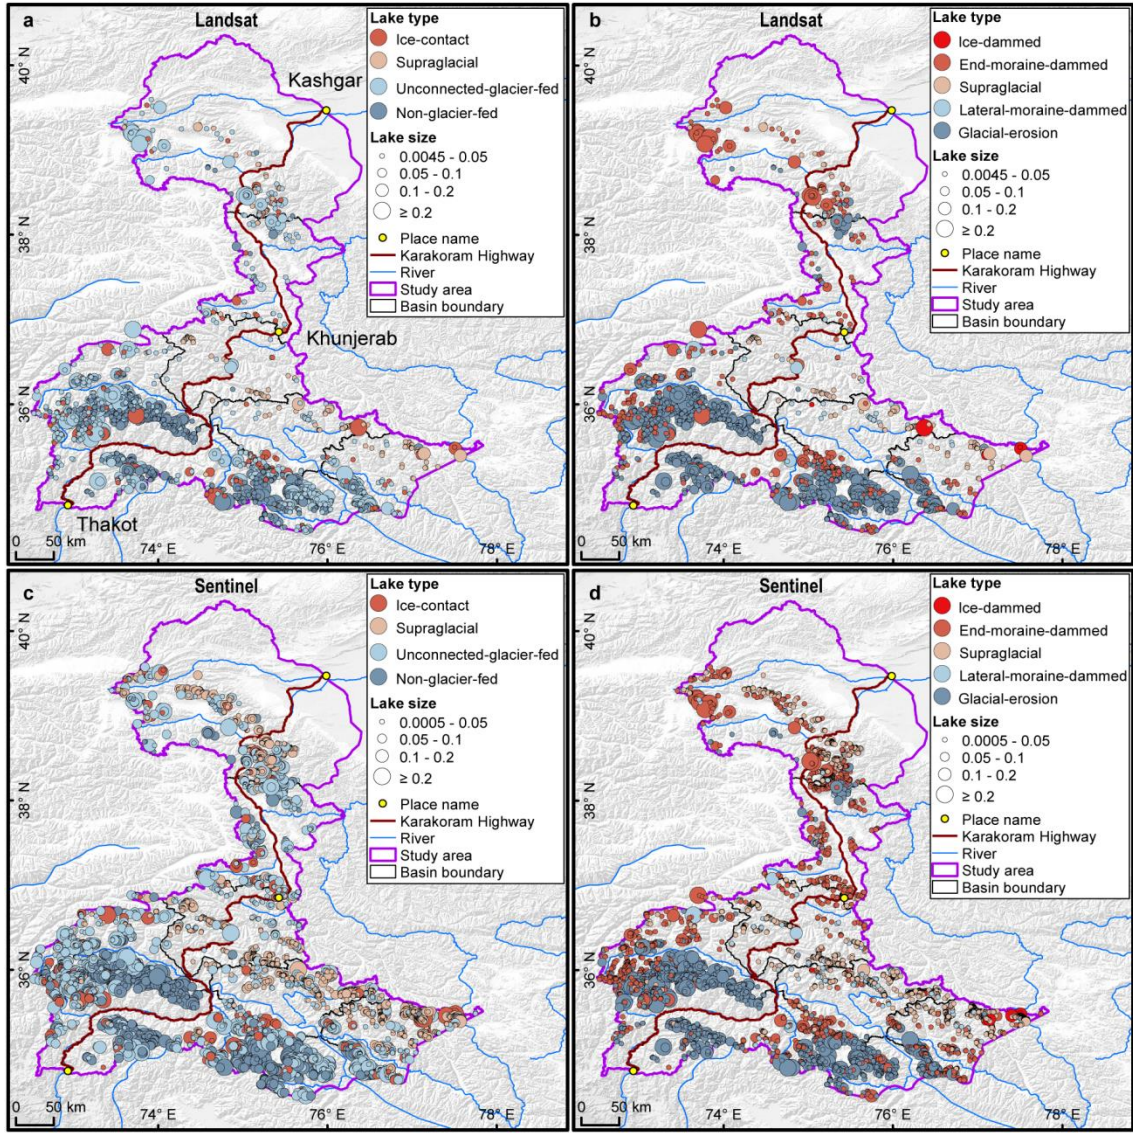 a
Landsat
Lake type
Ice-contact
Supraglacial
Unconnected-glacier-fed
Non-glacier-fed
Lake size
0.0045 - 0.05
0.05 - 0.1
0.1 - 0.2
≥ 0.2
Place name
Karakoram Highway
River
Study area
Basin boundary
40° N
38° N
36° N
Kashgar
Khunjerab
Thakot
0 50 km
74° E
76° E
78° E
b
Landsat
Lake type
Ice-dammed
End-moraine-dammed
Supraglacial
Lateral-moraine-dammed
Glacial-erosion
Lake size
0.0045 - 0.05
0.05 - 0.1
0.1 - 0.2
≥ 0.2
Place name
Karakoram Highway
River
Study area
Basin boundary
40° N
38° N
36° N
0 50 km
74° E
76° E
78° E
c
Sentinel
Lake type
Ice-contact
Supraglacial
Unconnected-glacier-fed
Non-glacier-fed
Lake size
0.0005 - 0.05
0.05 - 0.1
0.1 - 0.2
≥ 0.2
Place name
Karakoram Highway
River
Study area
Basin boundary
40° N
38° N
36° N
0 50 km
74° E
76° E
78° E
d
Sentinel
Lake type
Ice-dammed
End-moraine-dammed
Supraglacial
Lateral-moraine-dammed
Glacial-erosion
Lake size
0.0005 - 0.05
0.05 - 0.1
0.1 - 0.2
≥ 0.2
Place name
Karakoram Highway
River
Study area
Basin boundary
40° N
38° N
36° N
0 50 km
74° E
76° E
78° E